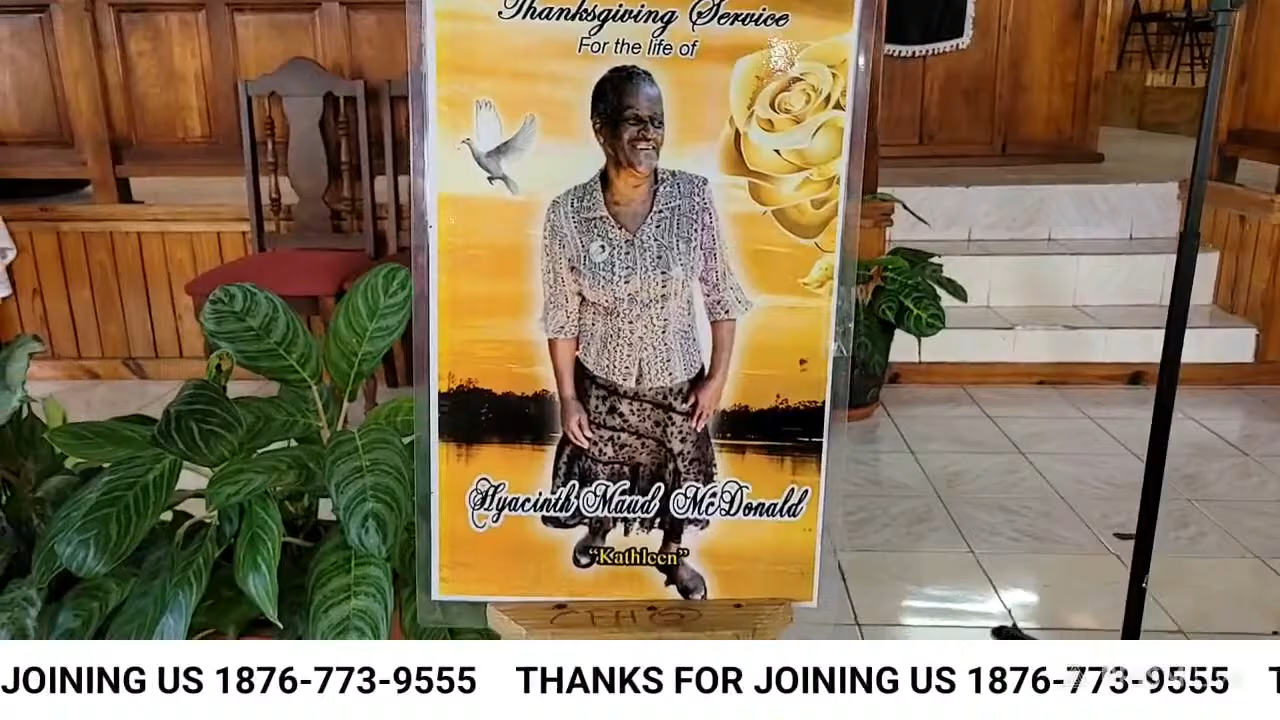 Thanksgiving Service
For the life of
Hyacinth Maud McDonald
"Kathleen"
JOINING US 1876-773-9555 THANKS FOR JOINING US 1876-773-9555 T